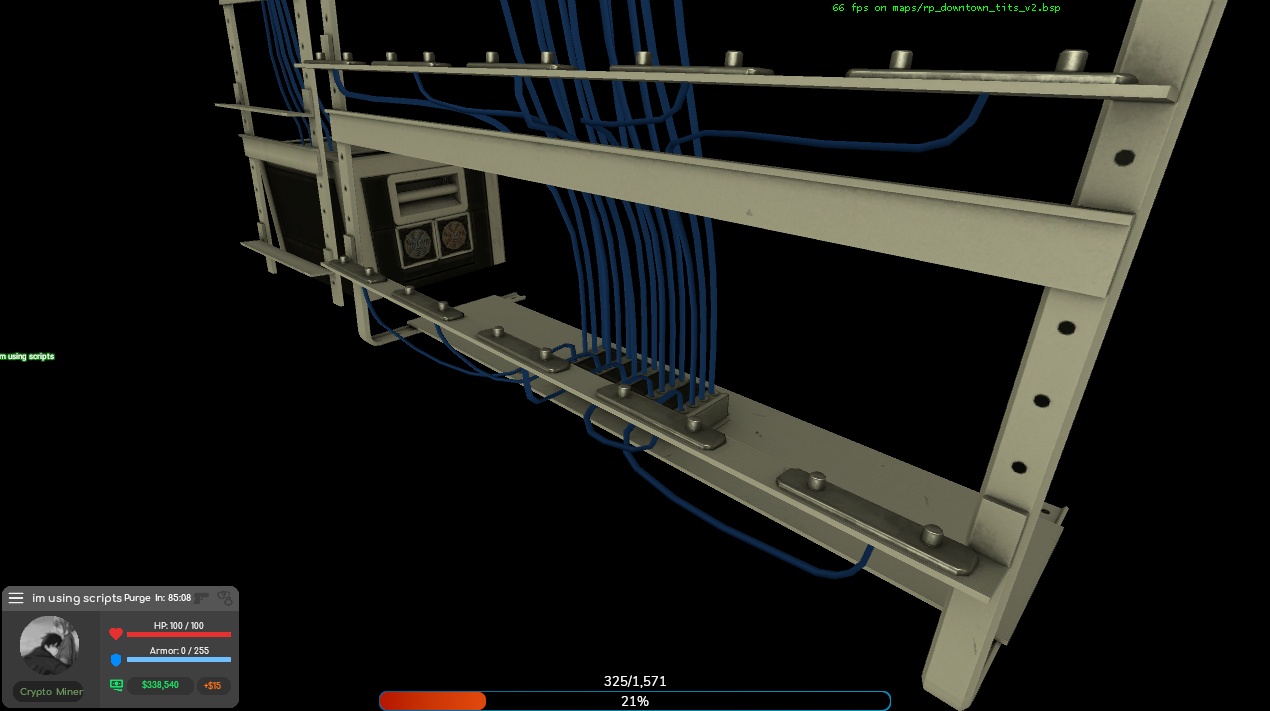 66 fps on maps/rp_downtown_tits_v2.bsp
m using scripts
im using scripts Purge In: 85:08
HP: 100 / 100
Armor: 0 / 255
Crypto Miner
$338,540
+$15
325/1,571
21%